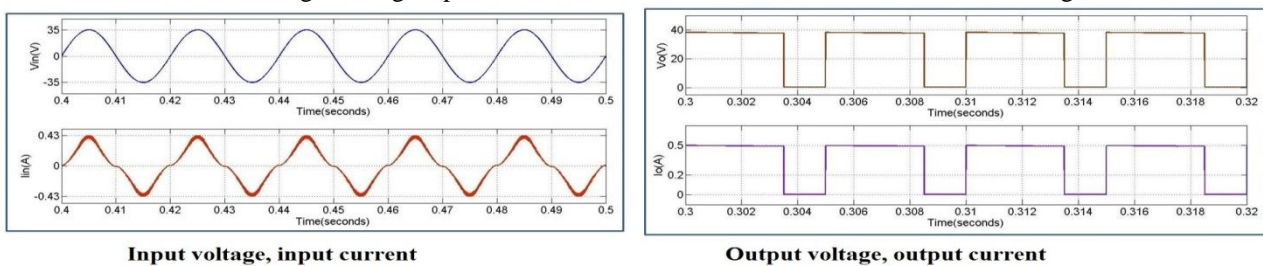 35
0
-35
Vin(V)
0.4 0.41 0.42 0.43 0.44 0.45 0.46 0.47 0.48 0.49 0.5
Time(seconds)
0.43
0
-0.43
Iin(A)
0.4 0.41 0.42 0.43 0.44 0.45 0.46 0.47 0.48 0.49 0.5
Time(seconds)
Input voltage, input current
40
20
0
Vo(V)
0.3 0.302 0.304 0.306 0.308 0.31 0.312 0.314 0.316 0.318 0.32
Time(seconds)
0.5
0.2
0
Io(A)
0.3 0.302 0.304 0.306 0.308 0.31 0.312 0.314 0.316 0.318 0.32
Time(seconds)
Output voltage, output current